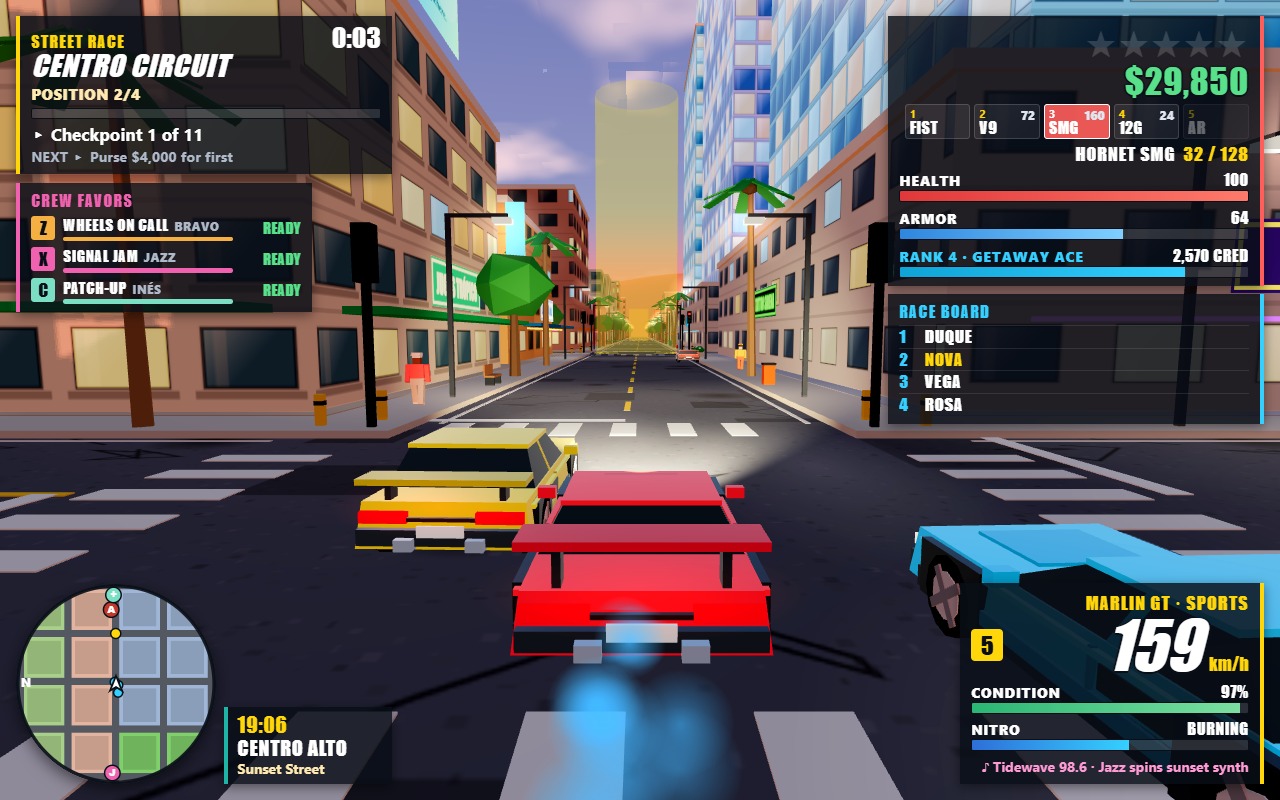 STREET RACE
0:03
CENTRO CIRCUIT
POSITION 2/4
▸ Checkpoint 1 of 11
NEXT ▸ Purse $4,000 for first
CREW FAVORS
Z WHEELS ON CALL BRAVO READY
X SIGNAL JAM JAZZ READY
C PATCH-UP INÉS READY
$29,850
1 FIST
2 V9 72
3 SMG 160
4 12G 24
5 AR
HORNET SMG 32 / 128
HEALTH 100
ARMOR 64
RANK 4 · GETAWAY ACE 2,570 CRED
RACE BOARD
1 DUQUE
2 NOVA
3 VEGA
4 ROSA
A
N
J
19:06
CENTRO ALTO
Sunset Street
MARLIN GT · SPORTS
5
159 km/h
CONDITION 97%
NITRO BURNING
♪ Tidewave 98.6 · Jazz spins sunset synth